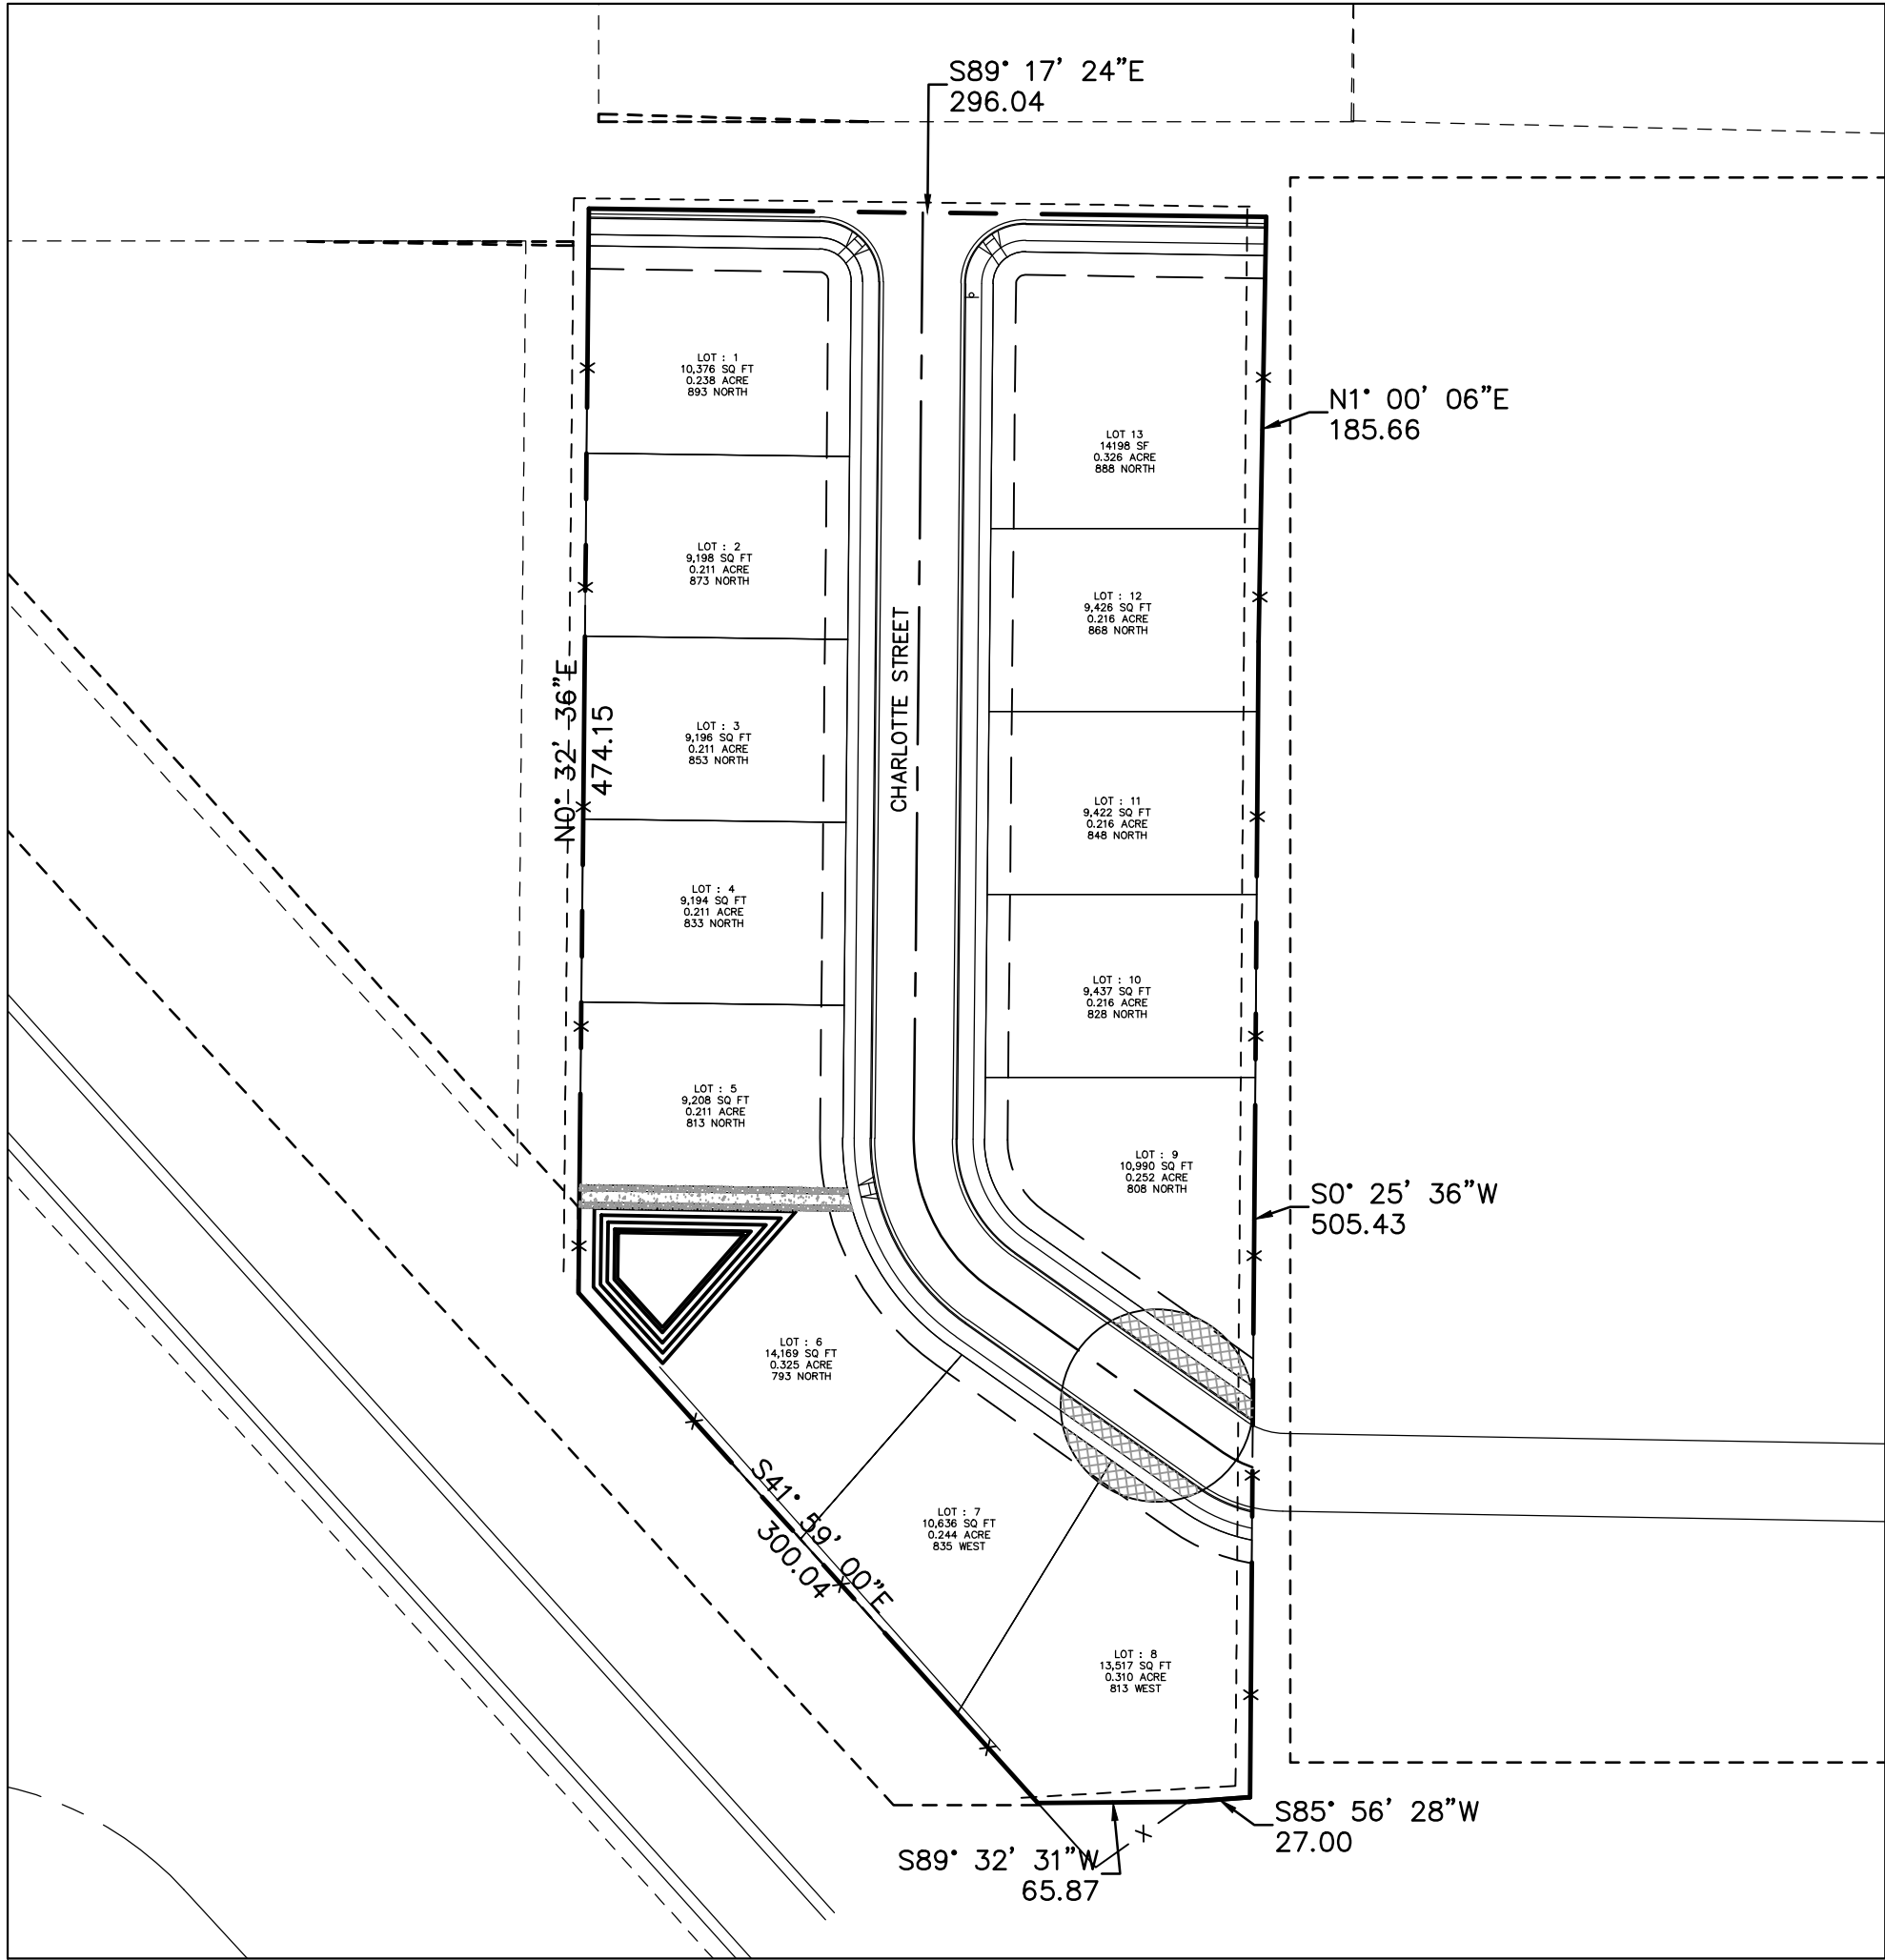 S89° 17' 24"E
296.04
N1° 00' 06"E
185.66
LOT : 1
10,376 SQ FT
0.238 ACRE
893 NORTH
LOT 13
14198 SF
0.326 ACRE
888 NORTH
LOT : 2
9,198 SQ FT
0.211 ACRE
873 NORTH
LOT : 12
9,426 SQ FT
0.216 ACRE
868 NORTH
CHARLOTTE STREET
N0° 32' 36"E
474.15
LOT : 3
9,196 SQ FT
0.211 ACRE
853 NORTH
LOT : 11
9,422 SQ FT
0.216 ACRE
848 NORTH
LOT : 4
9,194 SQ FT
0.211 ACRE
833 NORTH
LOT : 10
9,437 SQ FT
0.216 ACRE
828 NORTH
LOT : 5
9,208 SQ FT
0.211 ACRE
813 NORTH
LOT : 9
10,990 SQ FT
0.252 ACRE
808 NORTH
S0° 25' 36"W
505.43
LOT : 6
14,169 SQ FT
0.325 ACRE
793 NORTH
S41° 59' 00"E
300.04
LOT : 7
10,636 SQ FT
0.244 ACRE
835 WEST
LOT : 8
13,517 SQ FT
0.310 ACRE
813 WEST
S85° 56' 28"W
27.00
S89° 32' 31"W
65.87